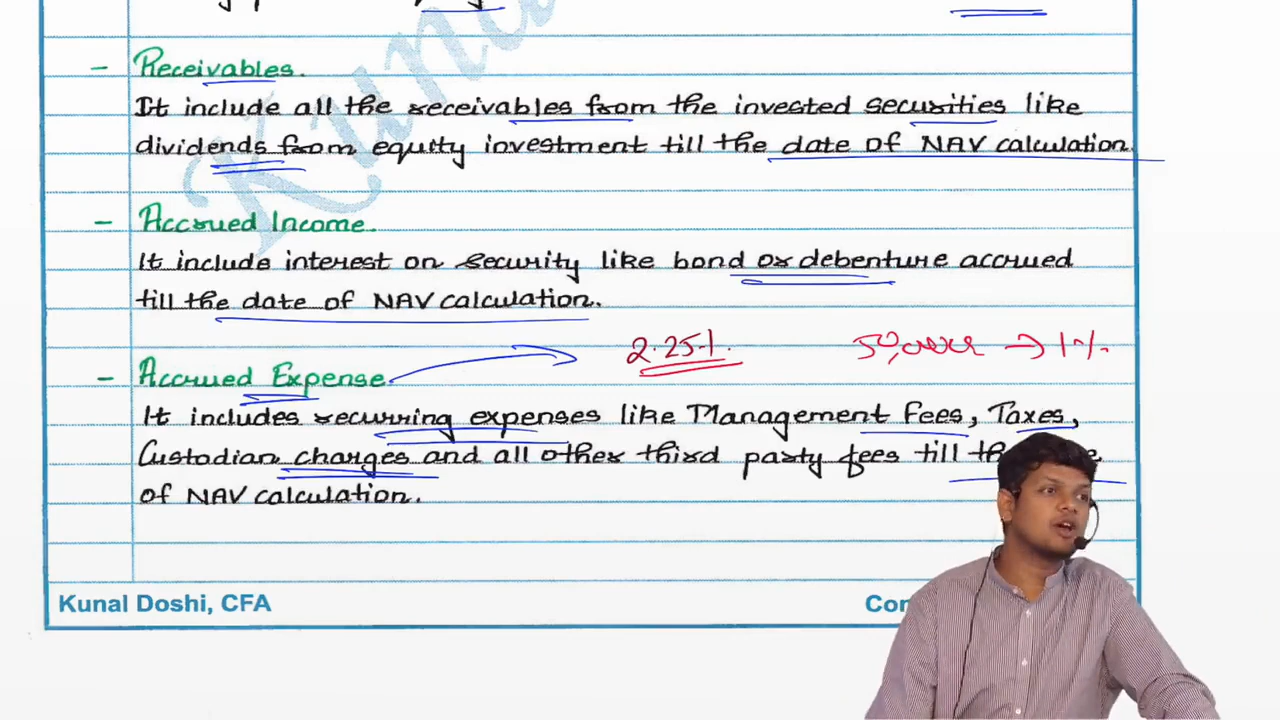 - Receivables.
It include all the receivables from the invested securities like
dividends from equity investment till the date of NAV calculation.
- Accrued Income.
It include interest on security like bond or debenture accrued
till the date of NAV calculation.
2.25%. → 1%.
- Accrued Expense.
It includes recurring expenses like Management fees, Taxes,
Custodian charges and all other third party fees till
of NAV calculation.
Kunal Doshi, CFA